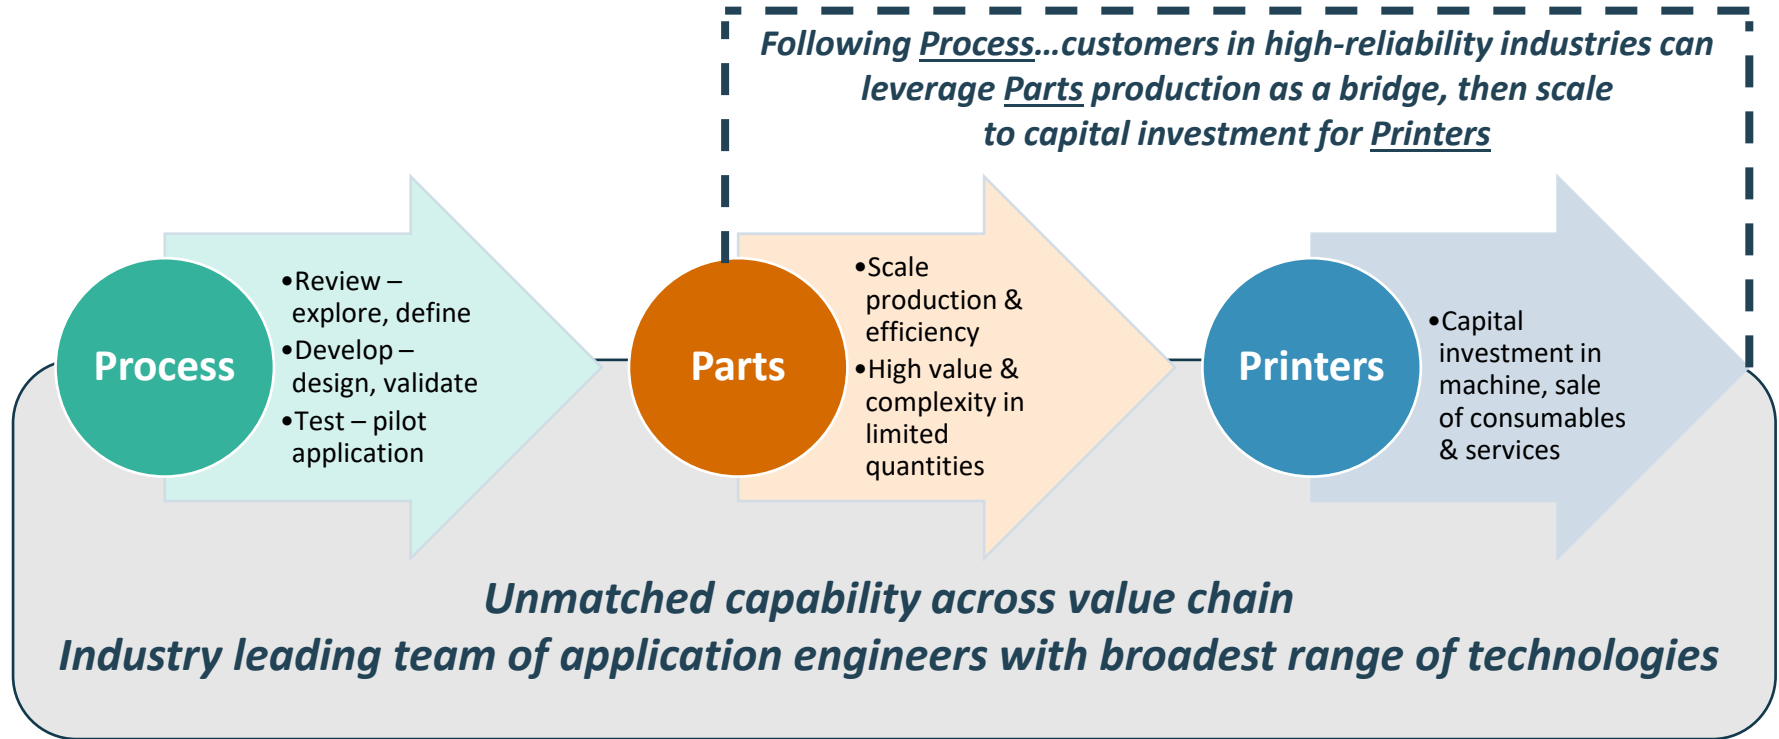 Following Process...customers in high-reliability industries can
leverage Parts production as a bridge, then scale
to capital investment for Printers
Process
•Review –
explore, define
•Develop –
design, validate
•Test – pilot
application
Parts
•Scale
production &
efficiency
•High value &
complexity in
limited
quantities
Printers
•Capital
investment in
machine, sale
of consumables
& services
Unmatched capability across value chain
Industry leading team of application engineers with broadest range of technologies